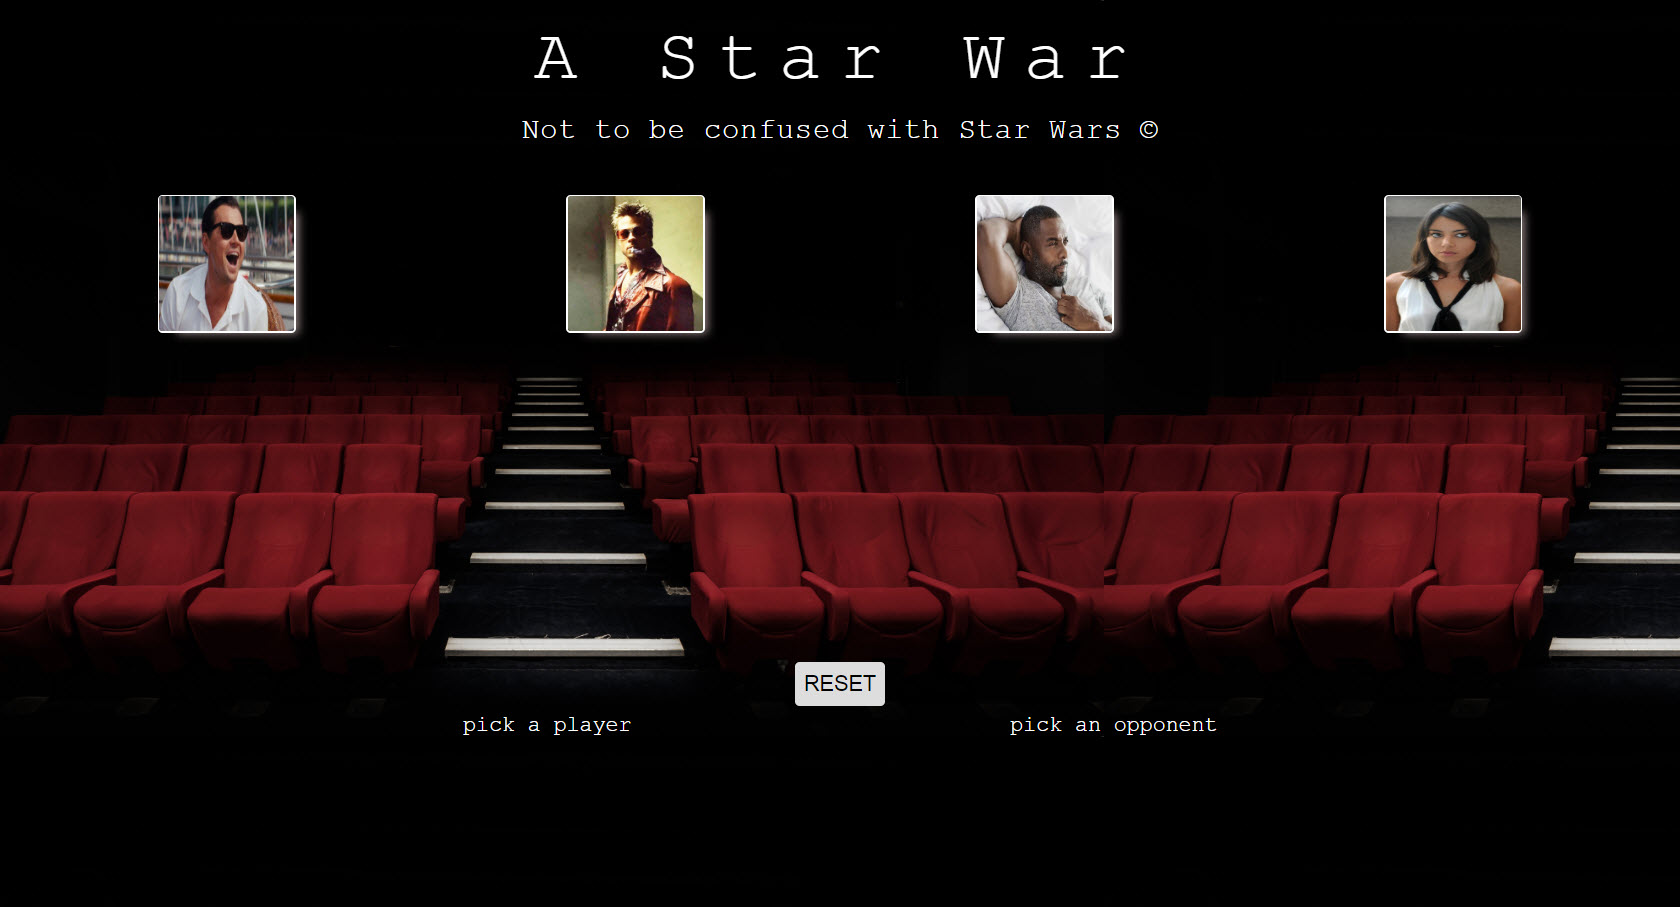 A Star War
Not to be confused with Star Wars ©
RESET
pick a player
pick an opponent